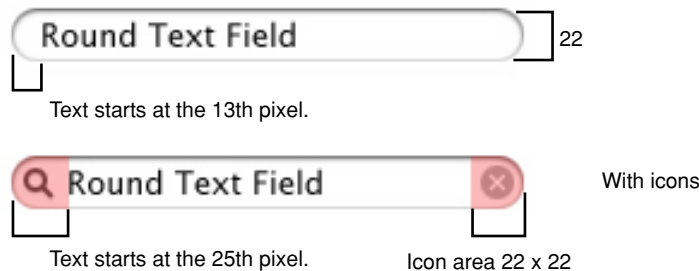 Round Text Field
22
Text starts at the 13th pixel.
Round Text Field
With icons
Text starts at the 25th pixel.
Icon area 22 x 22